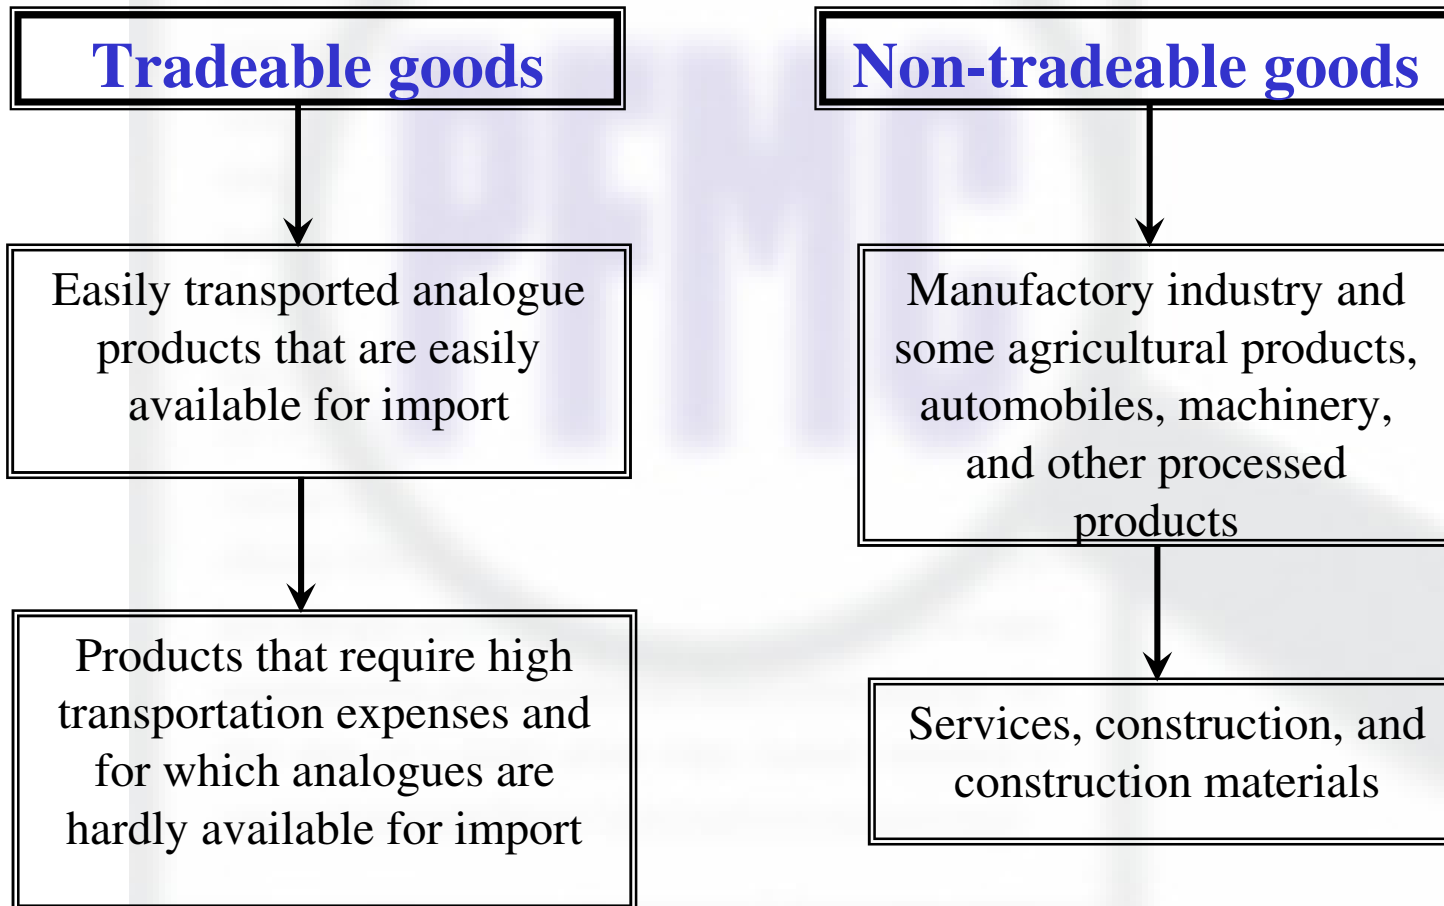 Tradeable goods
Easily transported analogue
products that are easily
available for import
Products that require high
transportation expenses and
for which analogues are
hardly available for import
Non-tradeable goods
Manufactory industry and
some agricultural products,
automobiles, machinery,
and other processed
products
Services, construction, and
construction materials
PFMC